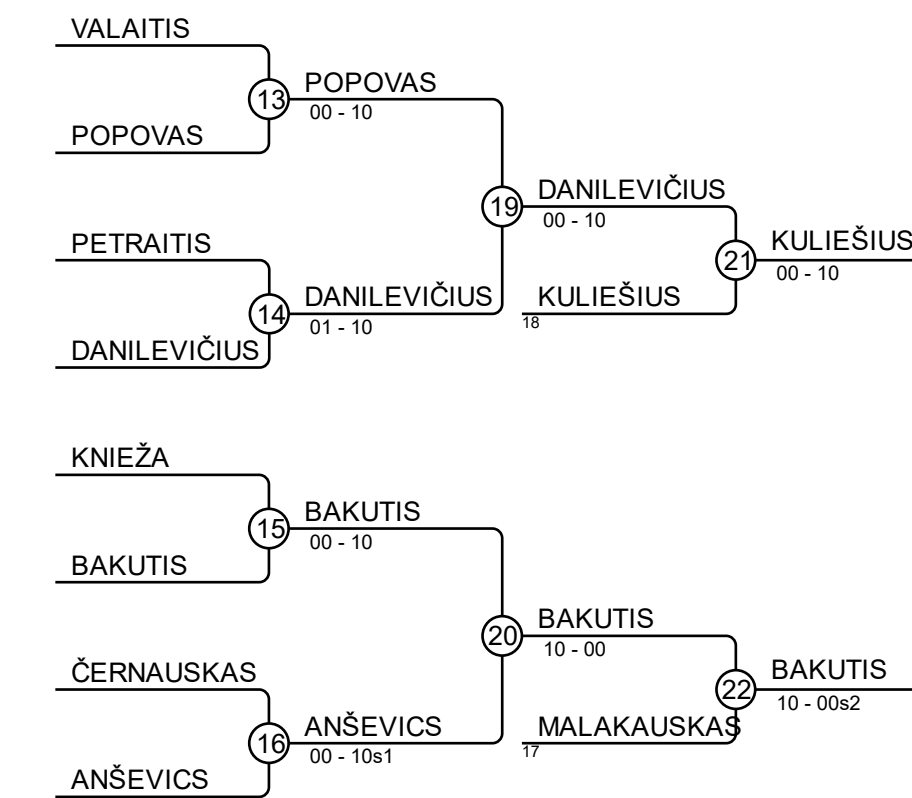 VALAITIS
13
POPOVAS
00 - 10
POPOVAS
19
DANILEVIČIUS
00 - 10
PETRAITIS
14
DANILEVIČIUS
01 - 10
DANILEVIČIUS
KULIEŠIUS
18
21
KULIEŠIUS
00 - 10
KNIEŽA
15
BAKUTIS
00 - 10
BAKUTIS
20
BAKUTIS
10 - 00
ČERNAUSKAS
16
ANŠEVICS
00 - 10s1
ANŠEVICS
MALAKAUSKAS
17
22
BAKUTIS
10 - 00s2